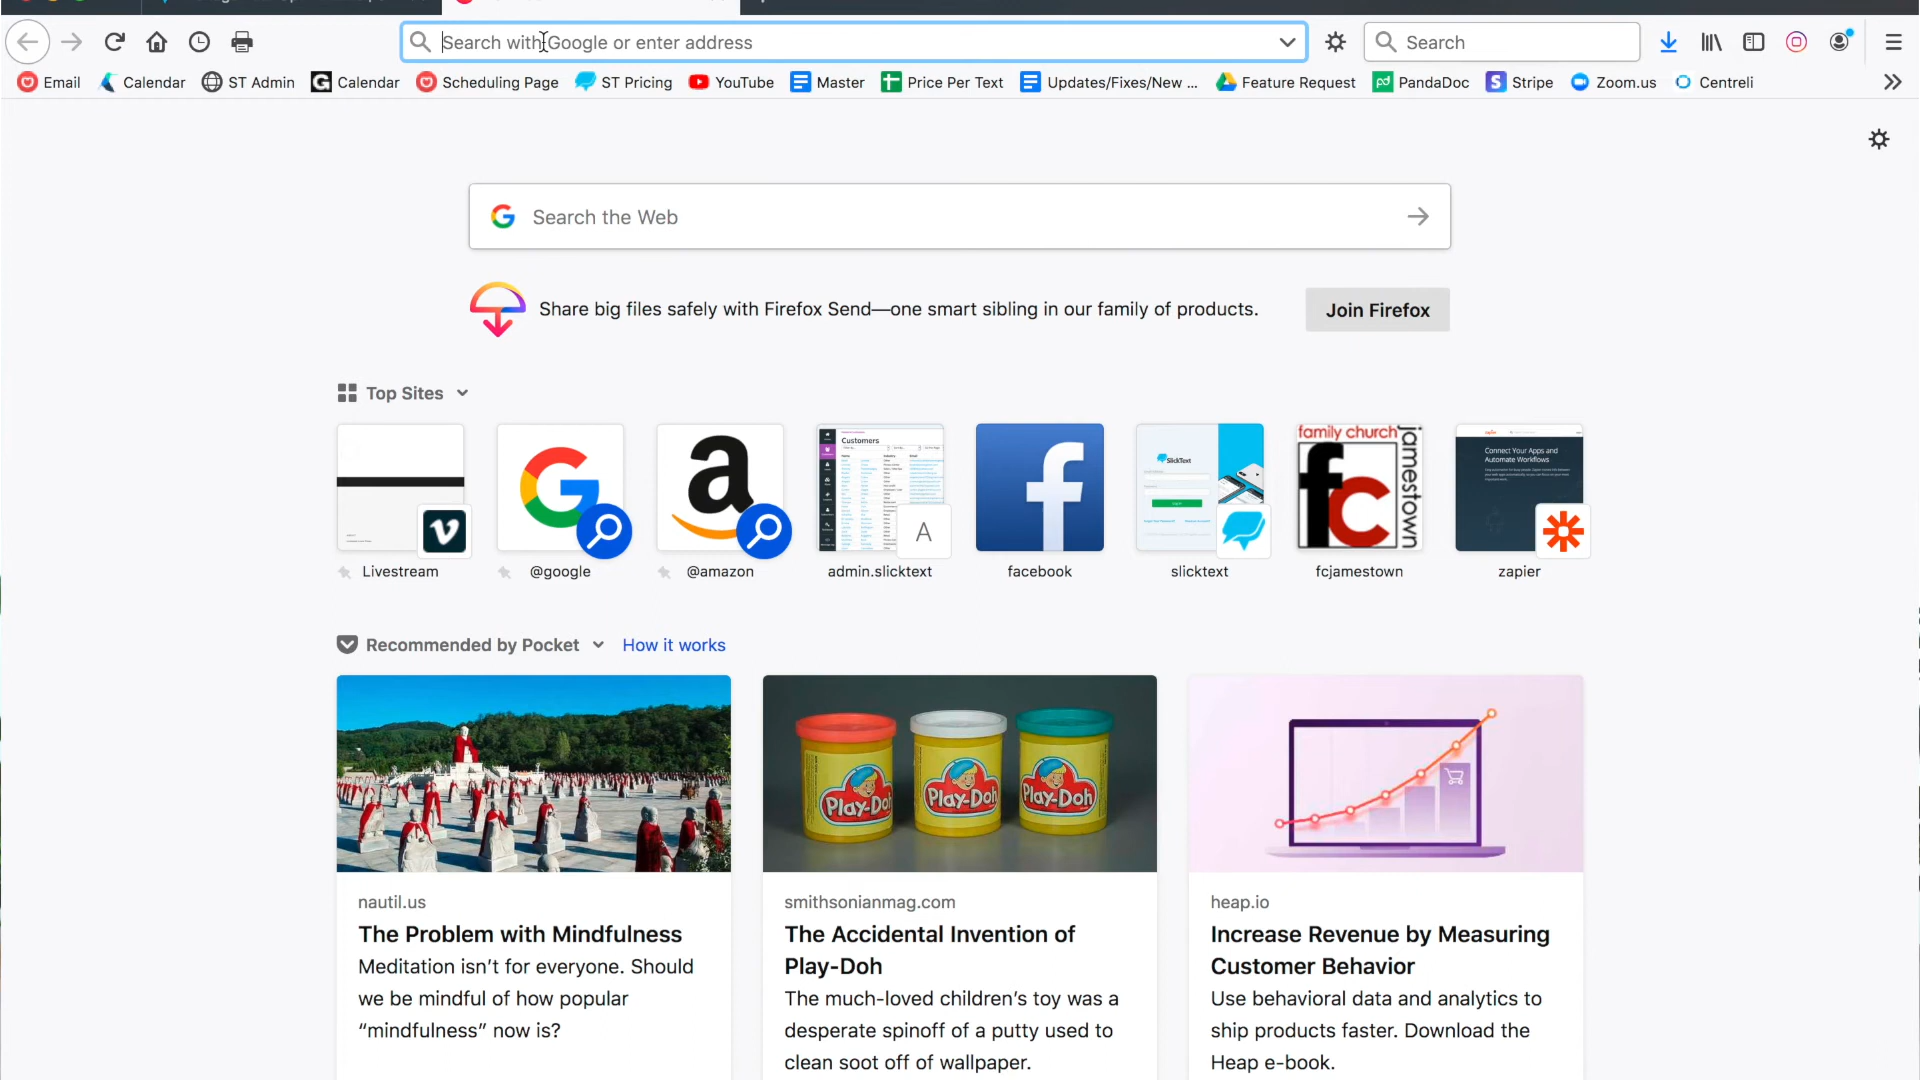 Search with Google or enter address
Search
Email
Calendar
ST Admin
Calendar
Scheduling Page
ST Pricing
YouTube
Master
Price Per Text
Updates/Fixes/New ...
Feature Request
PandaDoc
Stripe
Zoom.us
Centreli
Search the Web
Share big files safely with Firefox Send—one smart sibling in our family of products.
Join Firefox
Top Sites
Customers
A
SlickText
family church
jamestown
fc
Connect Your Apps and
Automate Workflows
Livestream
@google
@amazon
admin.slicktext
facebook
slicktext
fcjamestown
zapier
Recommended by Pocket
How it works
Play-Doh
Play-Doh
Play-Doh
nautil.us
The Problem with Mindfulness
Meditation isn't for everyone. Should
we be mindful of how popular
“mindfulness” now is?
smithsonianmag.com
The Accidental Invention of
Play-Doh
The much-loved children's toy was a
desperate spinoff of a putty used to
clean soot off of wallpaper.
heap.io
Increase Revenue by Measuring
Customer Behavior
Use behavioral data and analytics to
ship products faster. Download the
Heap e-book.